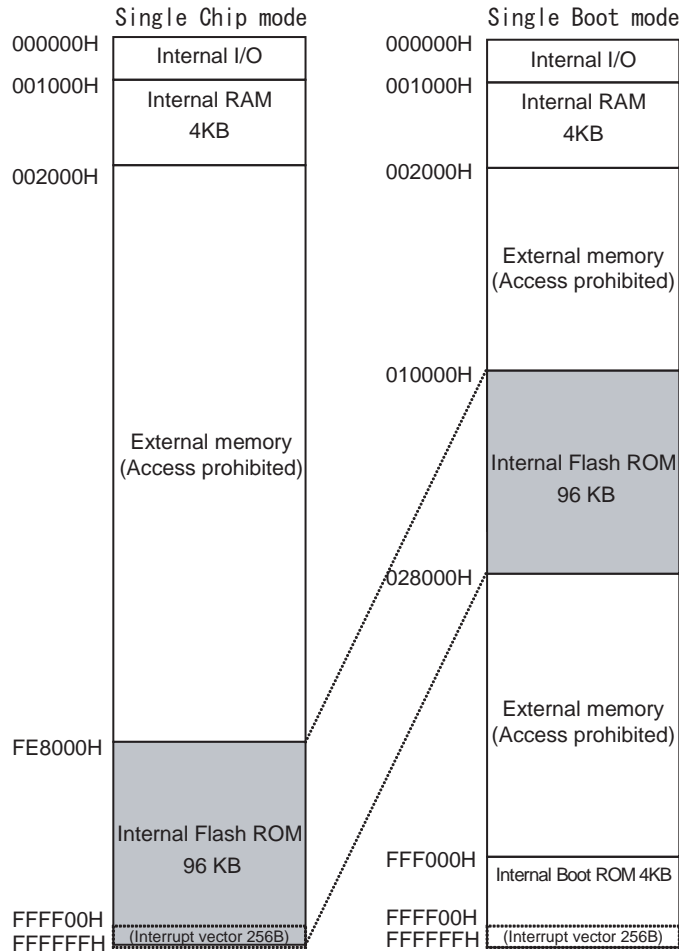 Single Chip mode
000000H
Internal I/O
001000H
Internal RAM
4KB
002000H
External memory
(Access prohibited)
FE8000H
Internal Flash ROM
96 KB
FFFF00H
(Interrupt vector 256B)
FFFFFFH
Single Boot mode
000000H
Internal I/O
001000H
Internal RAM
4KB
002000H
External memory
(Access prohibited)
010000H
Internal Flash ROM
96 KB
028000H
External memory
(Access prohibited)
FFF000H
Internal Boot ROM 4KB
FFFF00H
(Interrupt vector 256B)
FFFFFFH